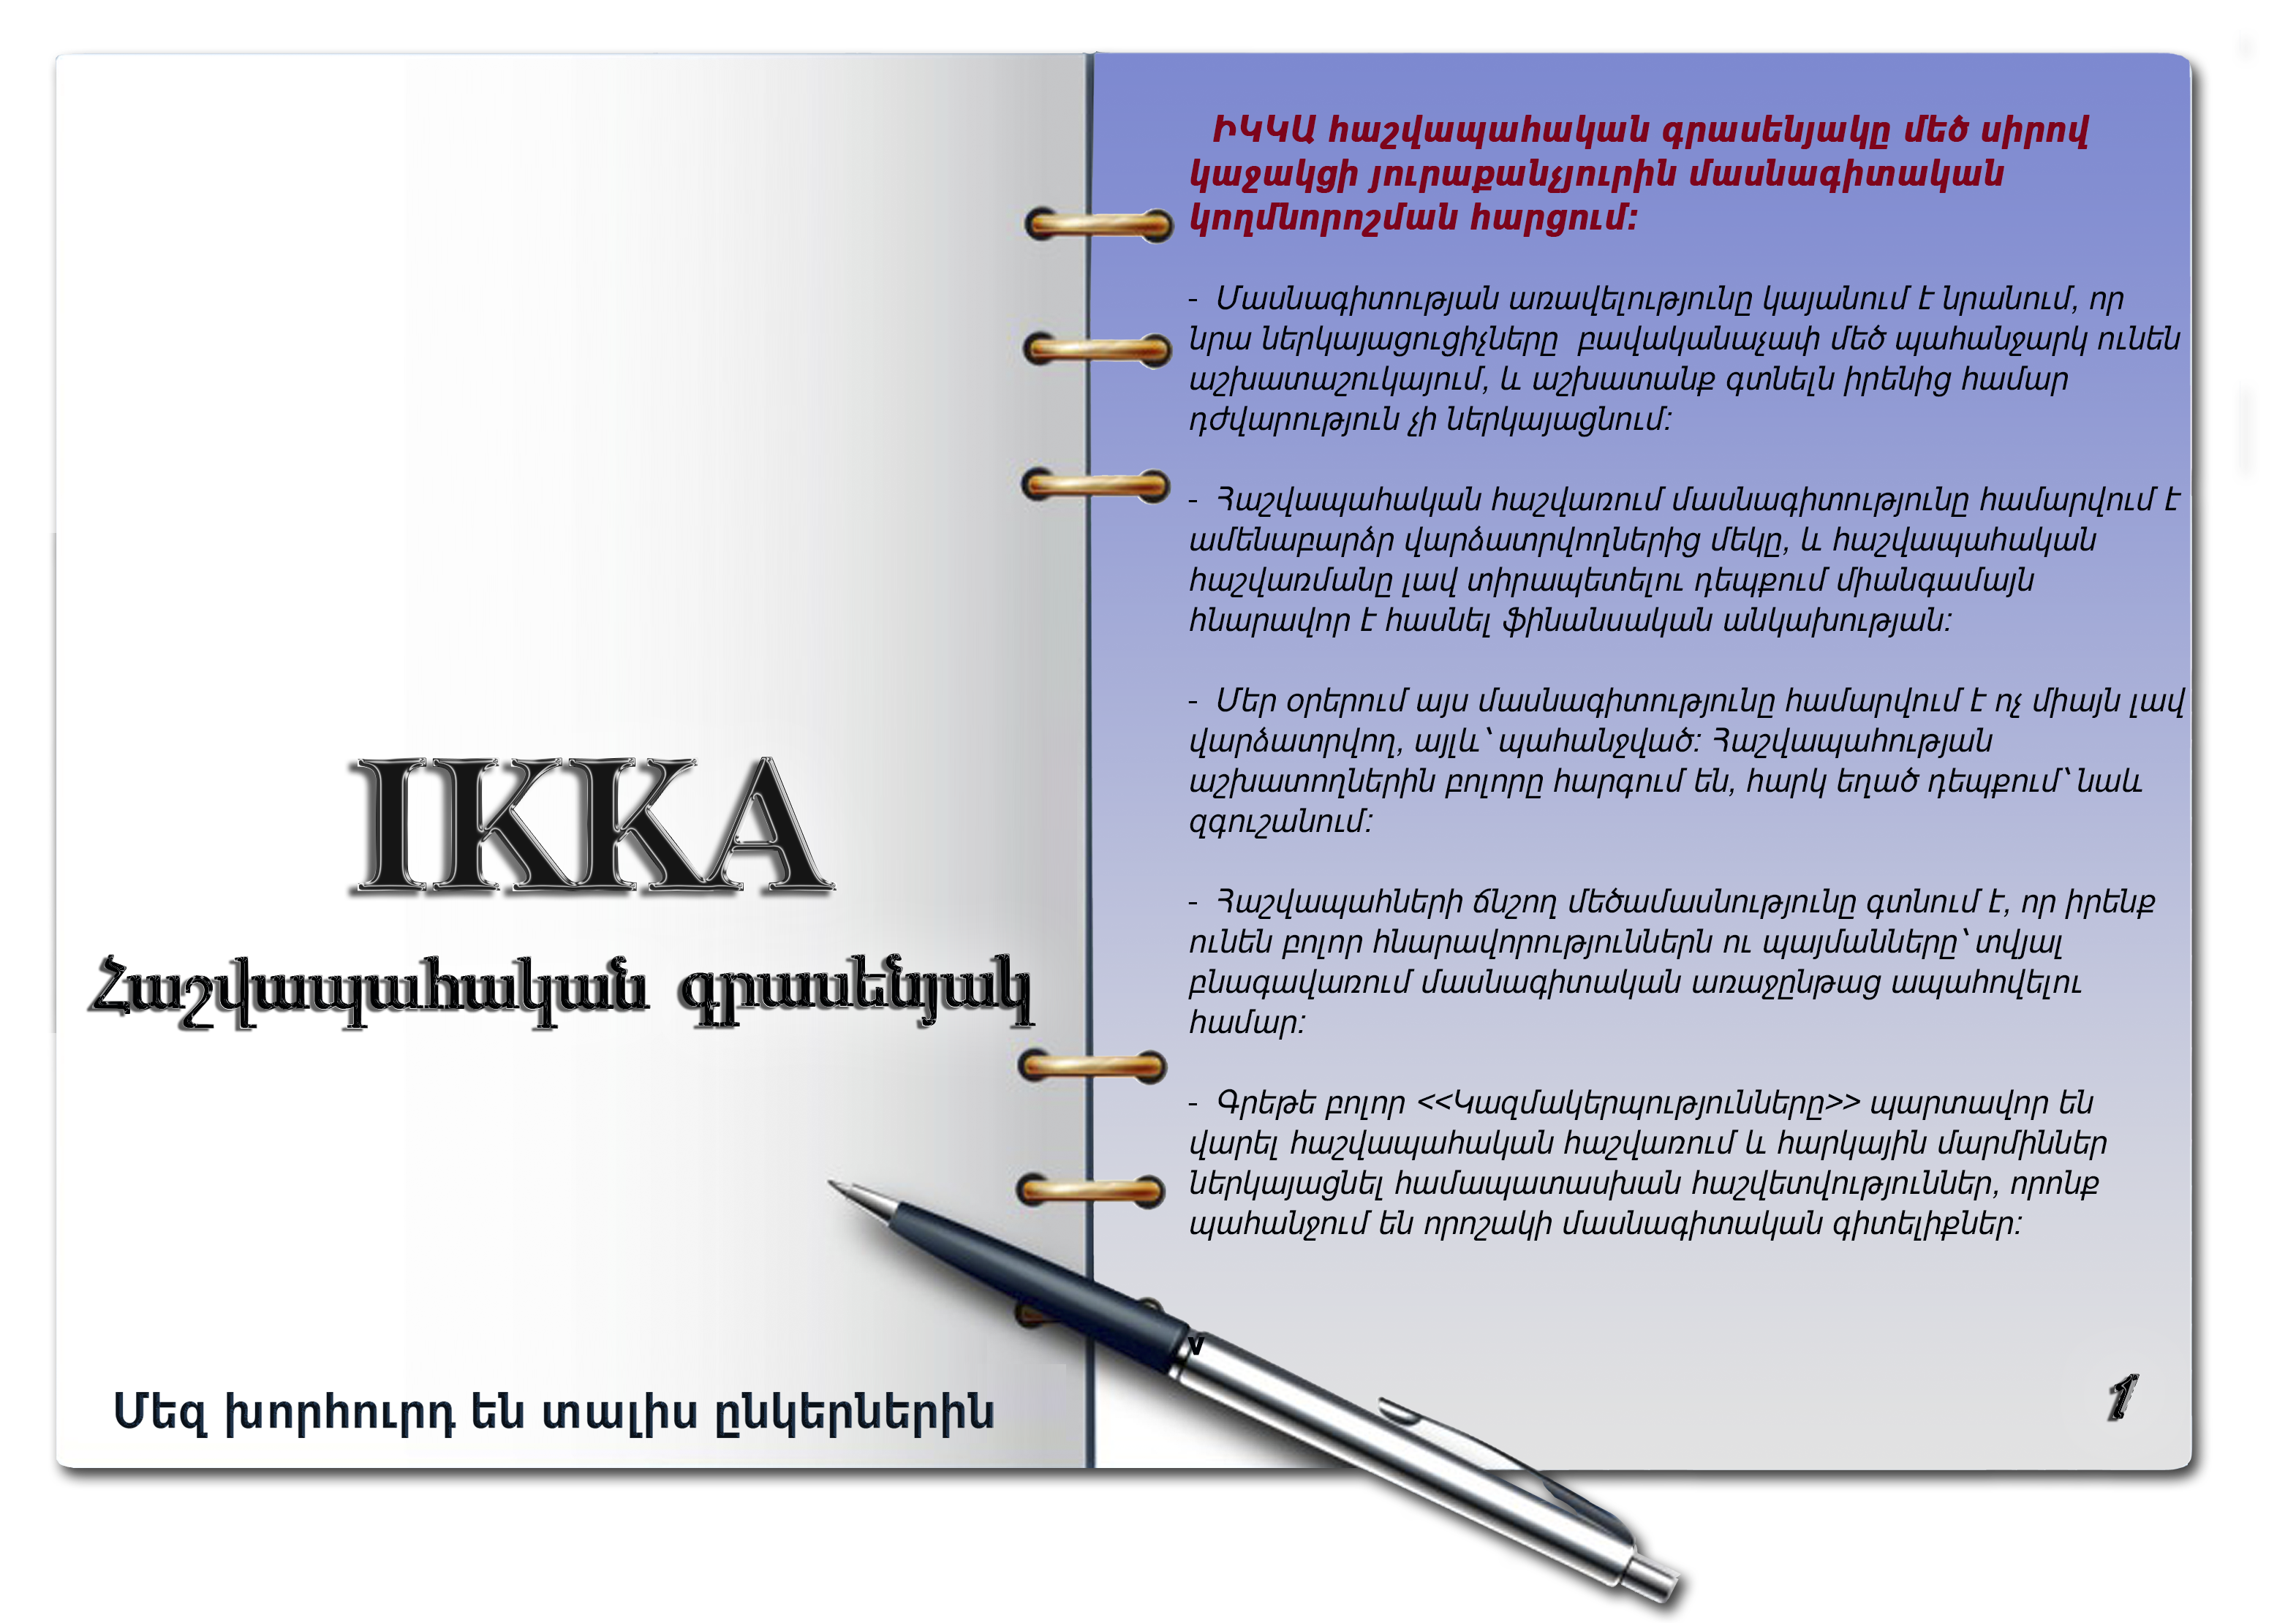 IKKA
Հաշվապահական գրասենյակ
Մեզ խորհուրդ են տալիս ընկերներին
ԻԿԿԱ հաշվապահական գրասենյակը մեծ սիրով
կաջակցի յուրաքանչյուրին մասնագիտական
կողմնորոշման հարցում:
- Մասնագիտության առավելությունը կայանում է նրանում, որ
նրա ներկայացուցիչները բավականաչափ մեծ պահանջարկ ունեն
աշխատաշուկայում, և աշխատանք գտնելն իրենից համար
դժվարություն չի ներկայացնում:
- Հաշվապահական հաշվառում մասնագիտությունը համարվում է
ամենաբարձր վարձատրվողներից մեկը, և հաշվապահական
հաշվառմանը լավ տիրապետելու դեպքում միանգամայն
հնարավոր է հասնել ֆինանսական անկախության:
- Մեր օրերում այս մասնագիտությունը համարվում է ոչ միայն լավ
վարձատրվող, այլև՝ պահանջված: Հաշվապահության
աշխատողներին բոլորը հարգում են, հարկ եղած դեպքում՝ նաև
զգուշանում:
- Հաշվապահների ճնշող մեծամասնությունը գտնում է, որ իրենք
ունեն բոլոր հնարավորություններն ու պայմանները՝ տվյալ
բնագավառում մասնագիտական առաջընթաց ապահովելու
համար:
- Գրեթե բոլոր <<Կազմակերպությունները>> պարտավոր են
վարել հաշվապահական հաշվառում և հարկային մարմիններ
ներկայացնել համապատասխան հաշվետվություններ, որոնք
պահանջում են որոշակի մասնագիտական գիտելիքներ:
v
1